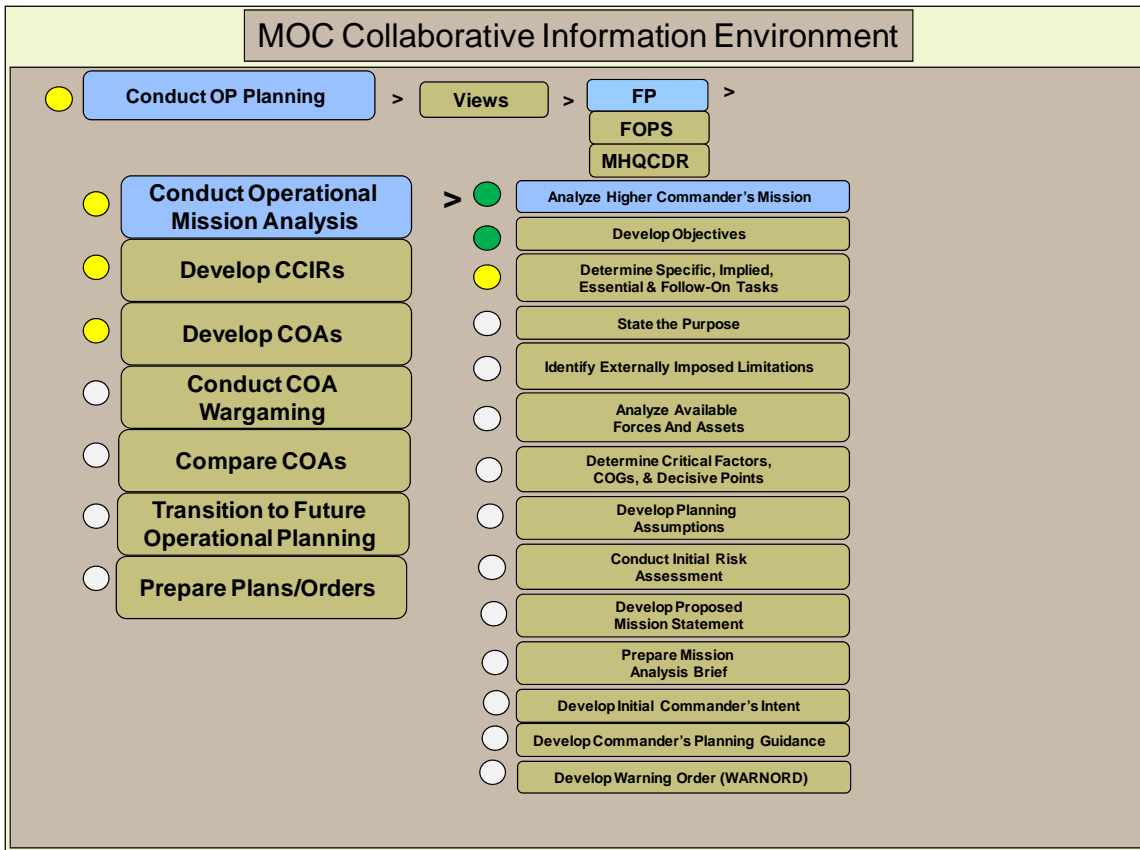 MOC Collaborative Information Environment
Conduct OP Planning > Views > FP >
FOPS
MHQCDR
Conduct Operational
Mission Analysis
>
Develop CCIRs
Develop COAs
Conduct COA
Wargaming
Compare COAs
Transition to Future
Operational Planning
Prepare Plans/Orders
Analyze Higher Commander's Mission
Develop Objectives
Determine Specific, Implied,
Essential & Follow-On Tasks
State the Purpose
Identify Externally Imposed Limitations
Analyze Available
Forces And Assets
Determine Critical Factors,
COGs, & Decisive Points
Develop Planning
Assumptions
Conduct Initial Risk
Assessment
Develop Proposed
Mission Statement
Prepare Mission
Analysis Brief
Develop Initial Commander's Intent
Develop Commander's Planning Guidance
Develop Warning Order (WARNORD)